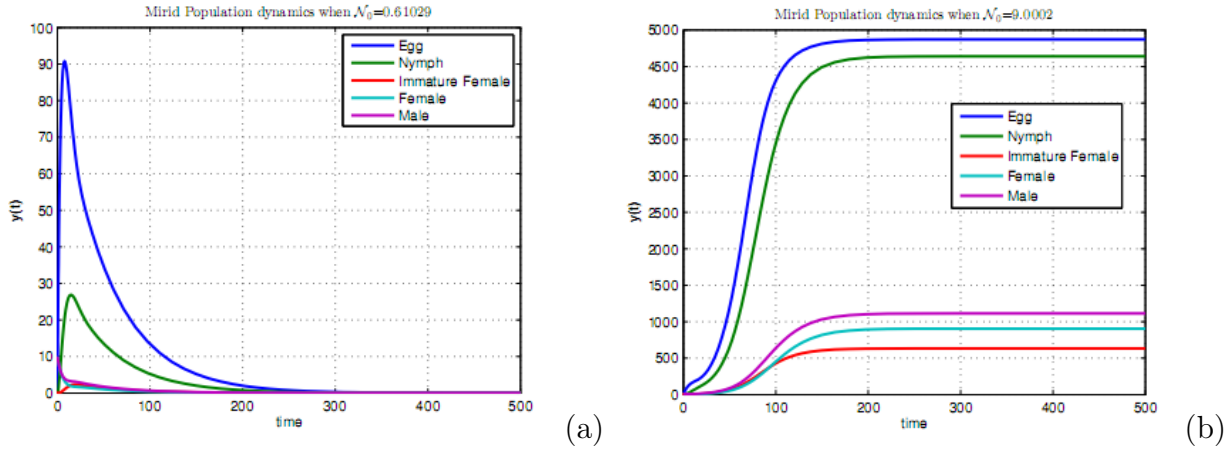 Mirid Population dynamics when 𝒩₀=0.61029
100
90
80
70
60
50
40
30
20
10
0
y(t)
Egg
Nymph
Immature Female
Female
Male
0
100
200
300
400
500
time
(a)
Mirid Population dynamics when 𝒩₀=9.0002
5000
4500
4000
3500
3000
2500
2000
1500
1000
500
0
y(t)
Egg
Nymph
Immature Female
Female
Male
0
100
200
300
400
500
time
(b)